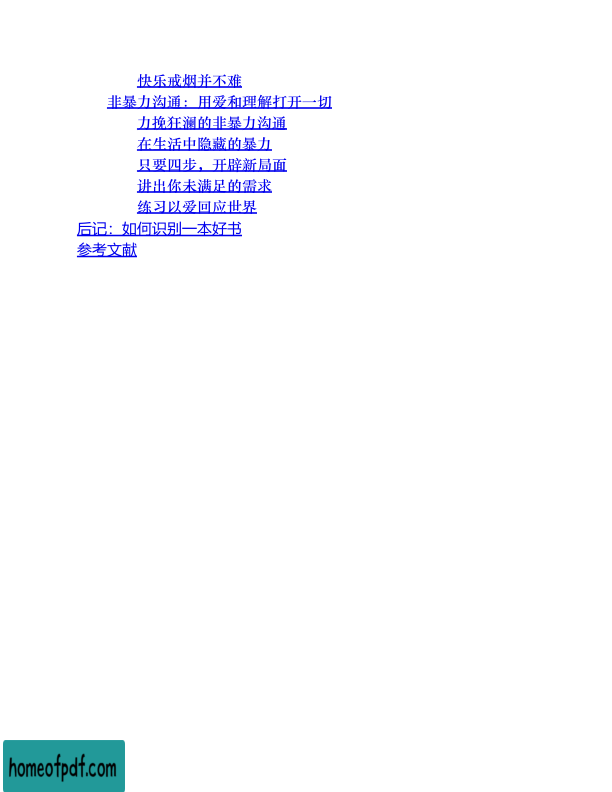 快乐戒烟并不难
非暴力沟通：用爱和理解打开一切
力挽狂澜的非暴力沟通
在生活中隐藏的暴力
只要四步，开辟新局面
讲出你未满足的需求
练习以爱回应世界
后记：如何识别一本好书
参考文献
homeofpdf.com